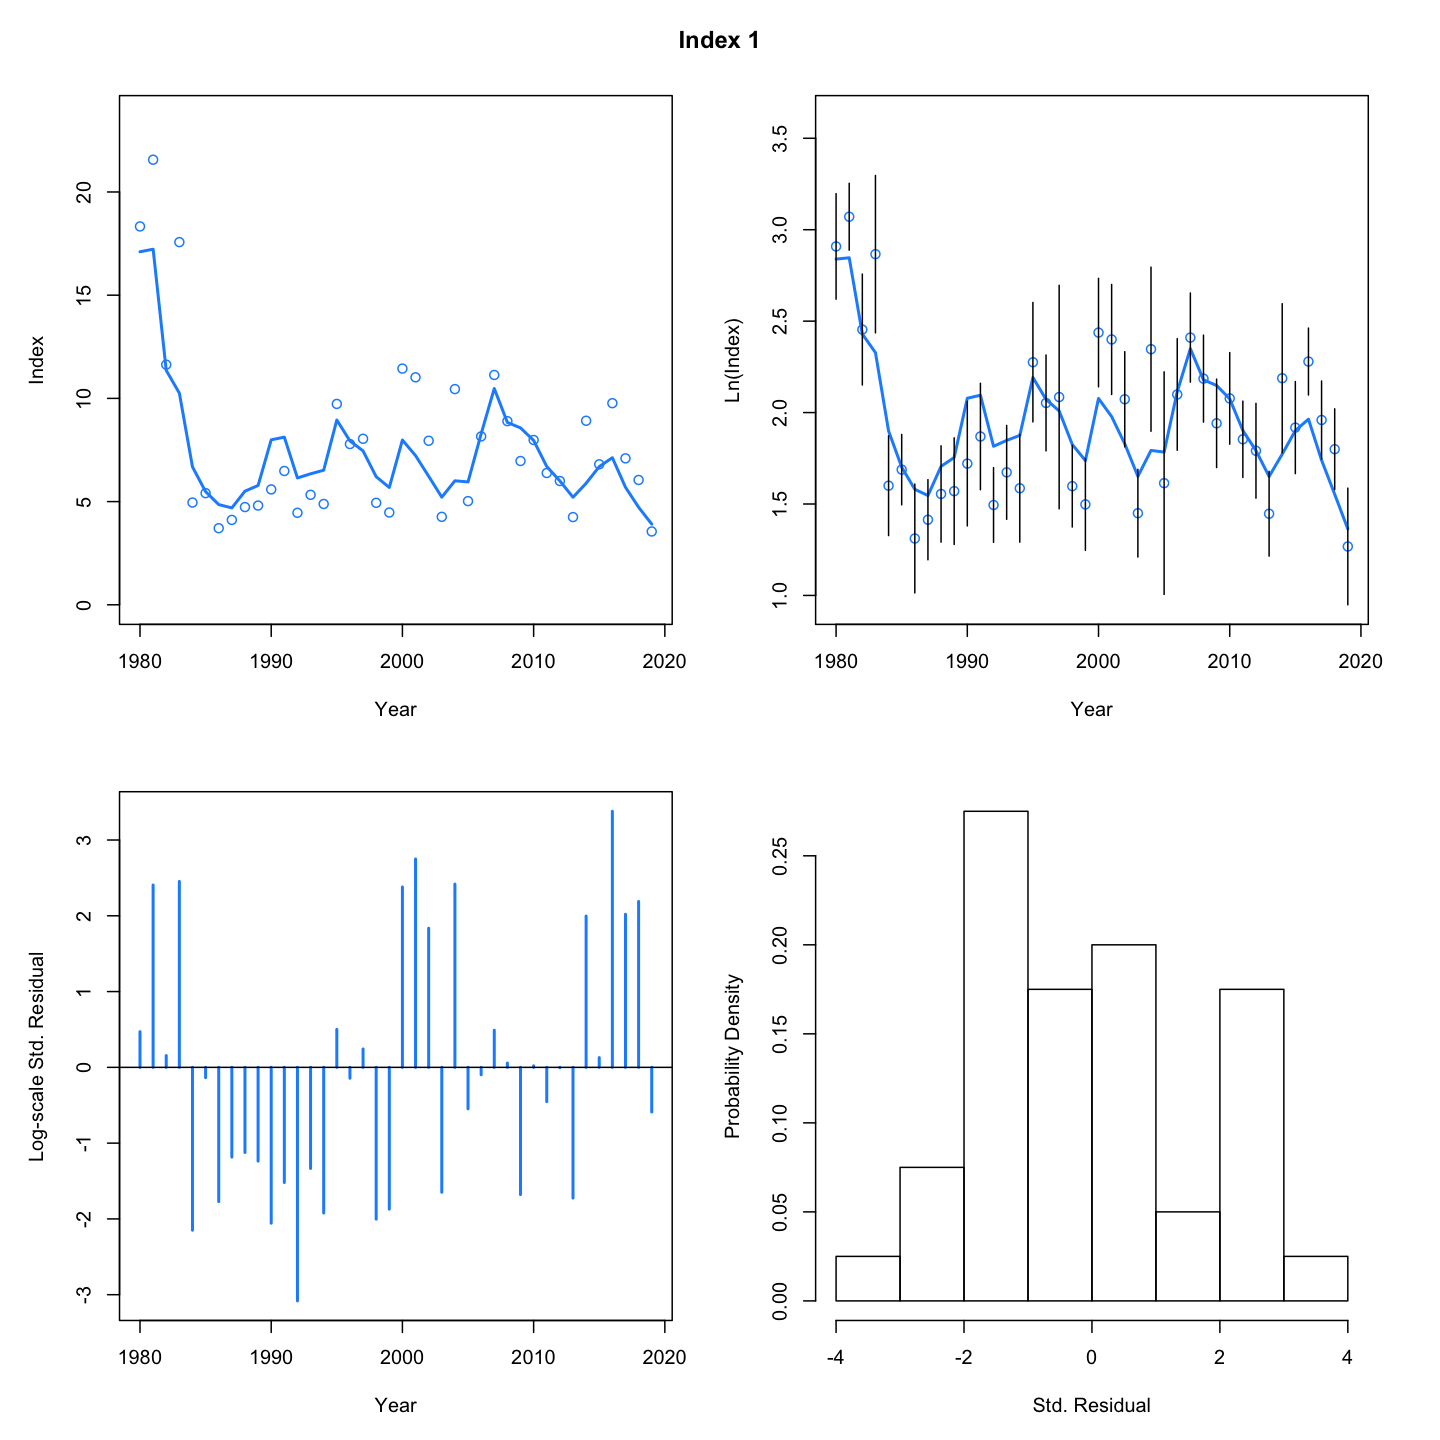 Index 1
Index
20
15
10
5
0
1980 1990 2000 2010 2020
Year
Ln(Index)
3.5
3.0
2.5
2.0
1.5
1.0
1980 1990 2000 2010 2020
Year
Log-scale Std. Residual
3
2
1
0
-1
-2
-3
1980 1990 2000 2010 2020
Year
Probability Density
0.25
0.20
0.15
0.10
0.05
0.00
-4 -2 0 2 4
Std. Residual